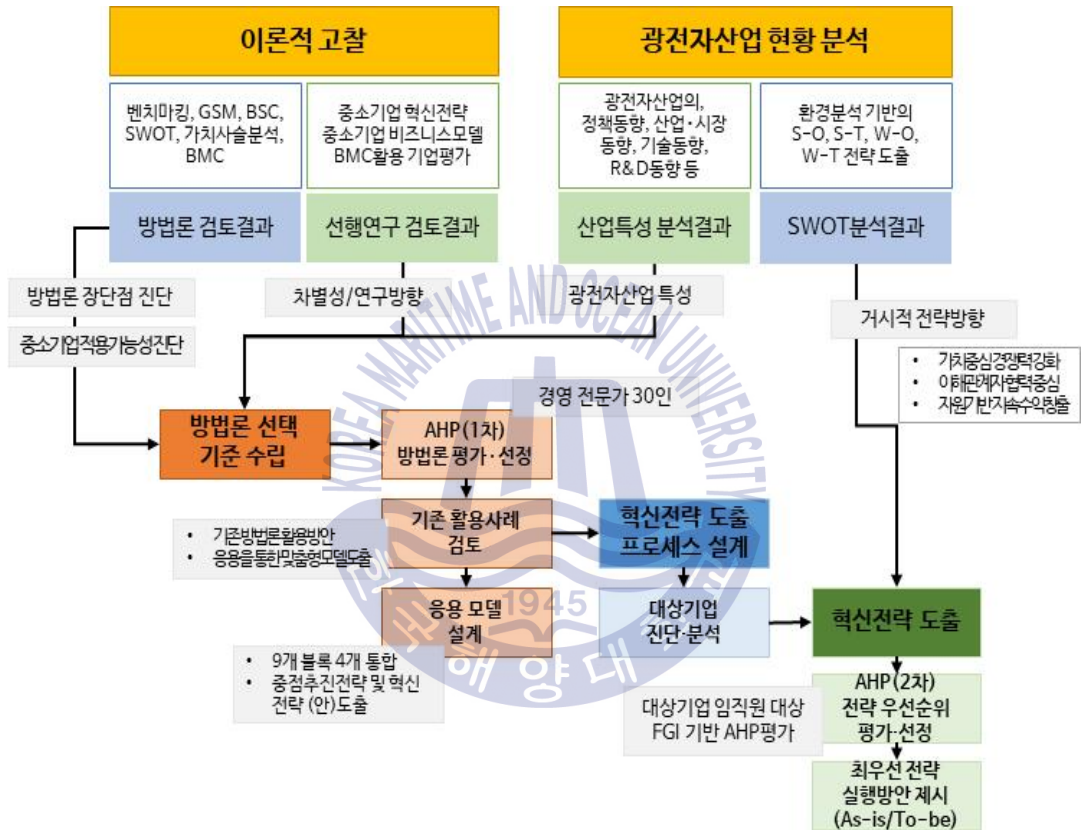 이론적 고찰
광전자산업 현황 분석
벤치마킹, GSM, BSC,
SWOT, 가치사슬분석,
BMC
중소기업 혁신전략
중소기업 비즈니스모델
BMC활용 기업평가
광전자산업의,
정책동향, 산업·시장
동향, 기술동향,
R&D동향 등
환경분석 기반의
S-O, S-T, W-O,
W-T 전략 도출
방법론 검토결과
선행연구 검토결과
산업특성 분석결과
SWOT분석결과
방법론 장단점 진단
중소기업적용가능성진단
차별성/연구방향
광전자산업 특성
거시적 전략방향
• 가치중심경쟁력강화
• 이해관계자협력중심
• 자원기반지속수익창출
경영 전문가 30인
방법론 선택
기준 수립
AHP(1차)
방법론 평가·선정
• 기존방법론활용방안
• 응용을통한맞춤형모델도출
기존 활용사례
검토
혁신전략 도출
프로세스 설계
응용 모델
설계
대상기업
진단·분석
혁신전략 도출
• 9개 블록 4개 통합
• 중점추진전략 및 혁신
전략 (안)도출
대상기업 임직원 대상
FGI 기반 AHP평가
AHP(2차)
전략 우선순위
평가·선정
최우선 전략
실행방안 제시
(As-is/To-be)
KOREA MARITIME AND OCEAN UNIVERSITY
1945
한국해양대학교